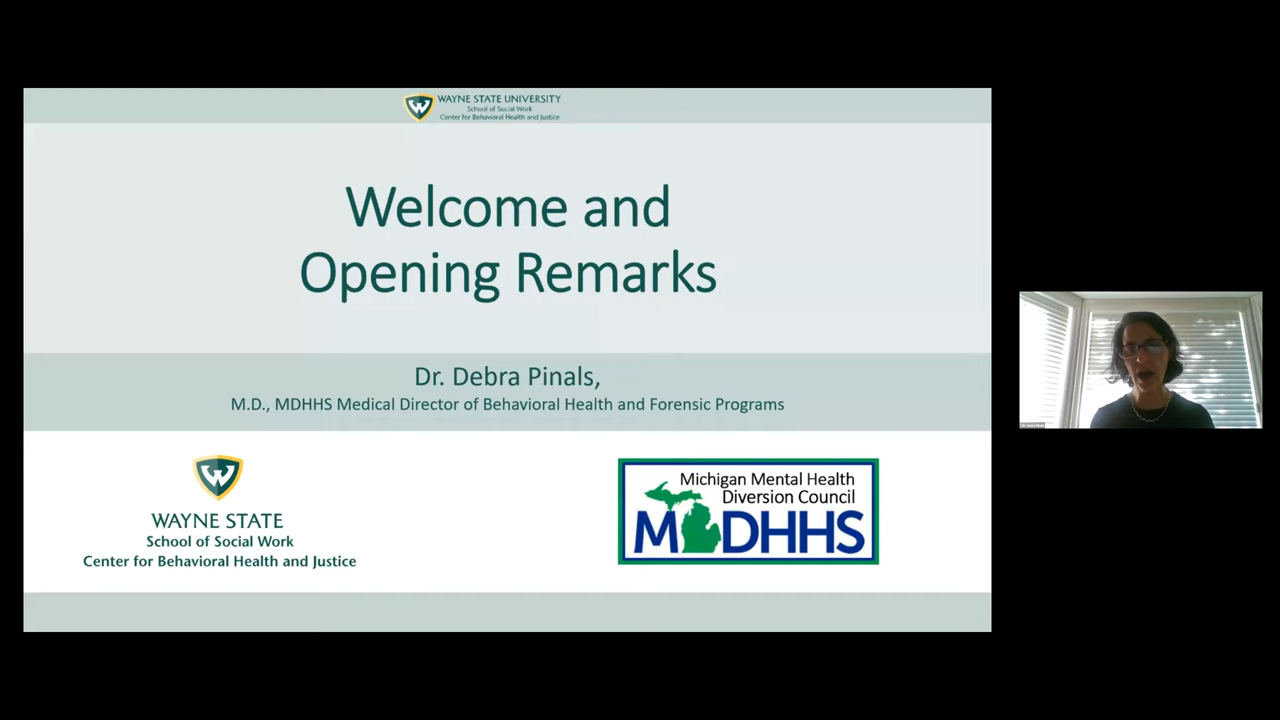 WAYNE STATE UNIVERSITY
School of Social Work
Center for Behavioral Health and Justice
Welcome and
Opening Remarks
Dr. Debra Pinals,
M.D., MDHHS Medical Director of Behavioral Health and Forensic Programs
WAYNE STATE
School of Social Work
Center for Behavioral Health and Justice
Michigan Mental Health
Diversion Council
MDHHS